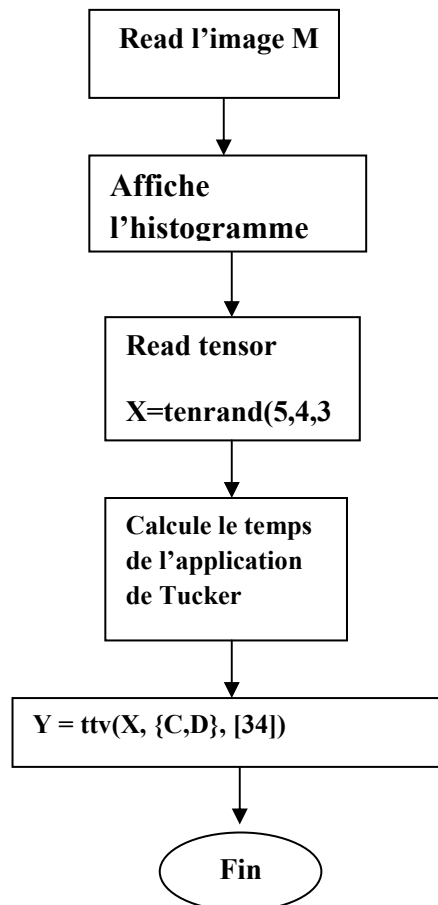 Read l’image M
Affiche
l’histogramme
Read tensor
X=tenrand(5,4,3
Calcule le temps
de l’application
de Tucker
Y = ttv(X, {C,D}, [34])
Fin